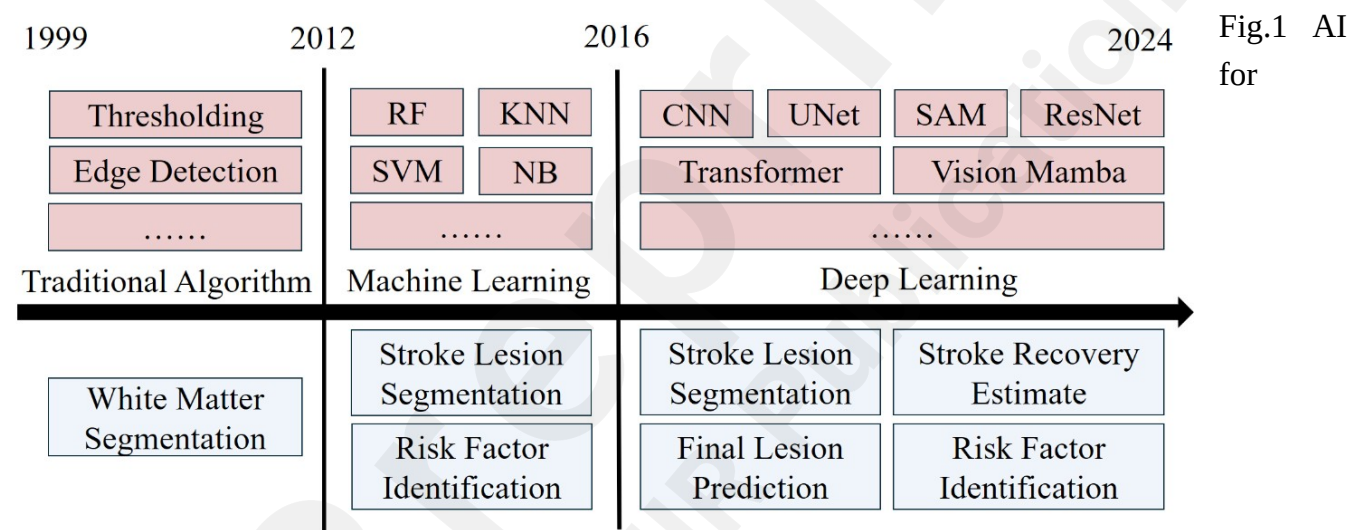 1999 2012 2016 2024
Fig.1 AI
for
Thresholding RF KNN CNN UNet SAM ResNet
Edge Detection SVM NB Transformer Vision Mamba
…… …… ……
Traditional Algorithm Machine Learning Deep Learning
White Matter
Segmentation
Stroke Lesion
Segmentation
Risk Factor
Identification
Stroke Lesion
Segmentation
Stroke Recovery
Estimate
Final Lesion
Prediction
Risk Factor
Identification